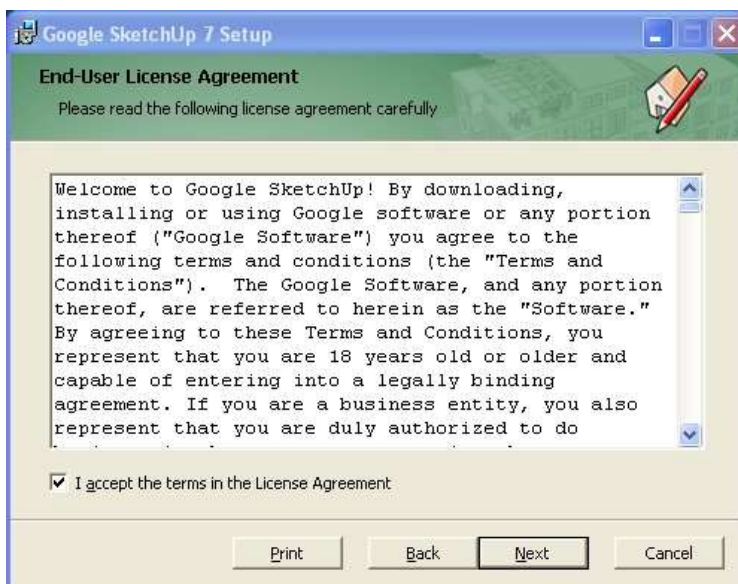 Google SketchUp 7 Setup
End-User License Agreement
Please read the following license agreement carefully
Welcome to Google SketchUp! By downloading,
installing or using Google software or any portion
thereof ("Google Software") you agree to the
following terms and conditions (the "Terms and
Conditions").  The Google Software, and any portion
thereof, are referred to herein as the "Software."
By agreeing to these Terms and Conditions, you
represent that you are 18 years old or older and
capable of entering into a legally binding
agreement. If you are a business entity, you also
represent that you are duly authorized to do
I accept the terms in the License Agreement
Print Back Next Cancel